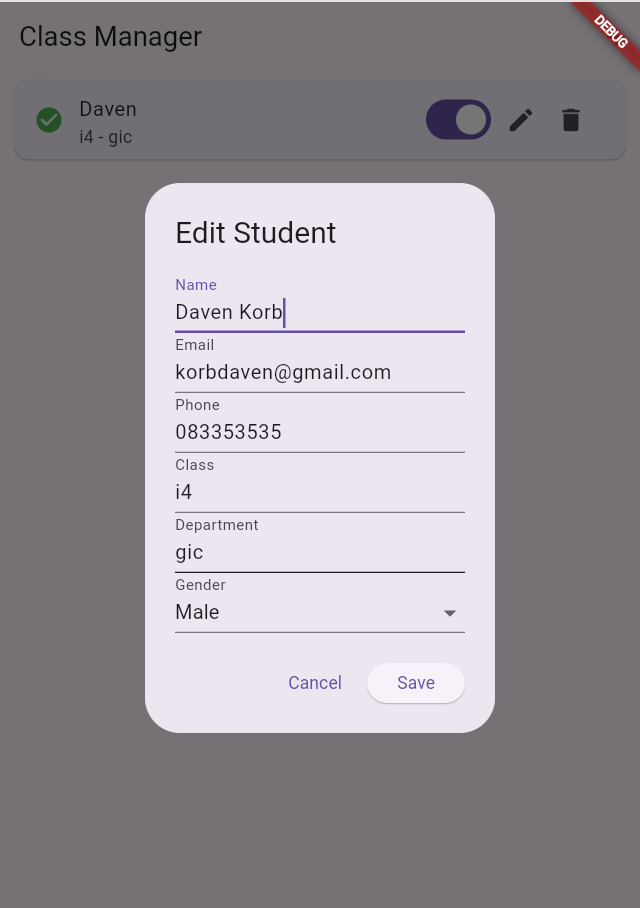 Class Manager
DEBUG
Daven
i4 - gic
Edit Student
Name
Daven Korb
Email
korbdaven@gmail.com
Phone
083353535
Class
i4
Department
gic
Gender
Male
Cancel
Save